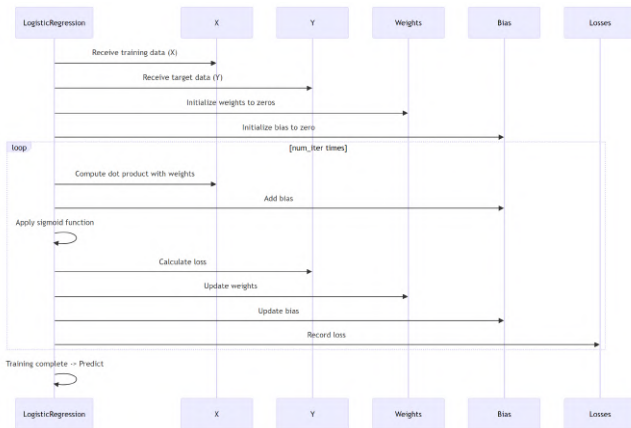 LogisticRegression
X
Y
Weights
Bias
Losses
Receive training data (X)
Receive target data (Y)
Initialize weights to zeros
Initialize bias to zero
loop
[num_iter times]
Compute dot product with weights
Add bias
Apply sigmoid function
Calculate loss
Update weights
Update bias
Record loss
Training complete -> Predict
LogisticRegression
X
Y
Weights
Bias
Losses